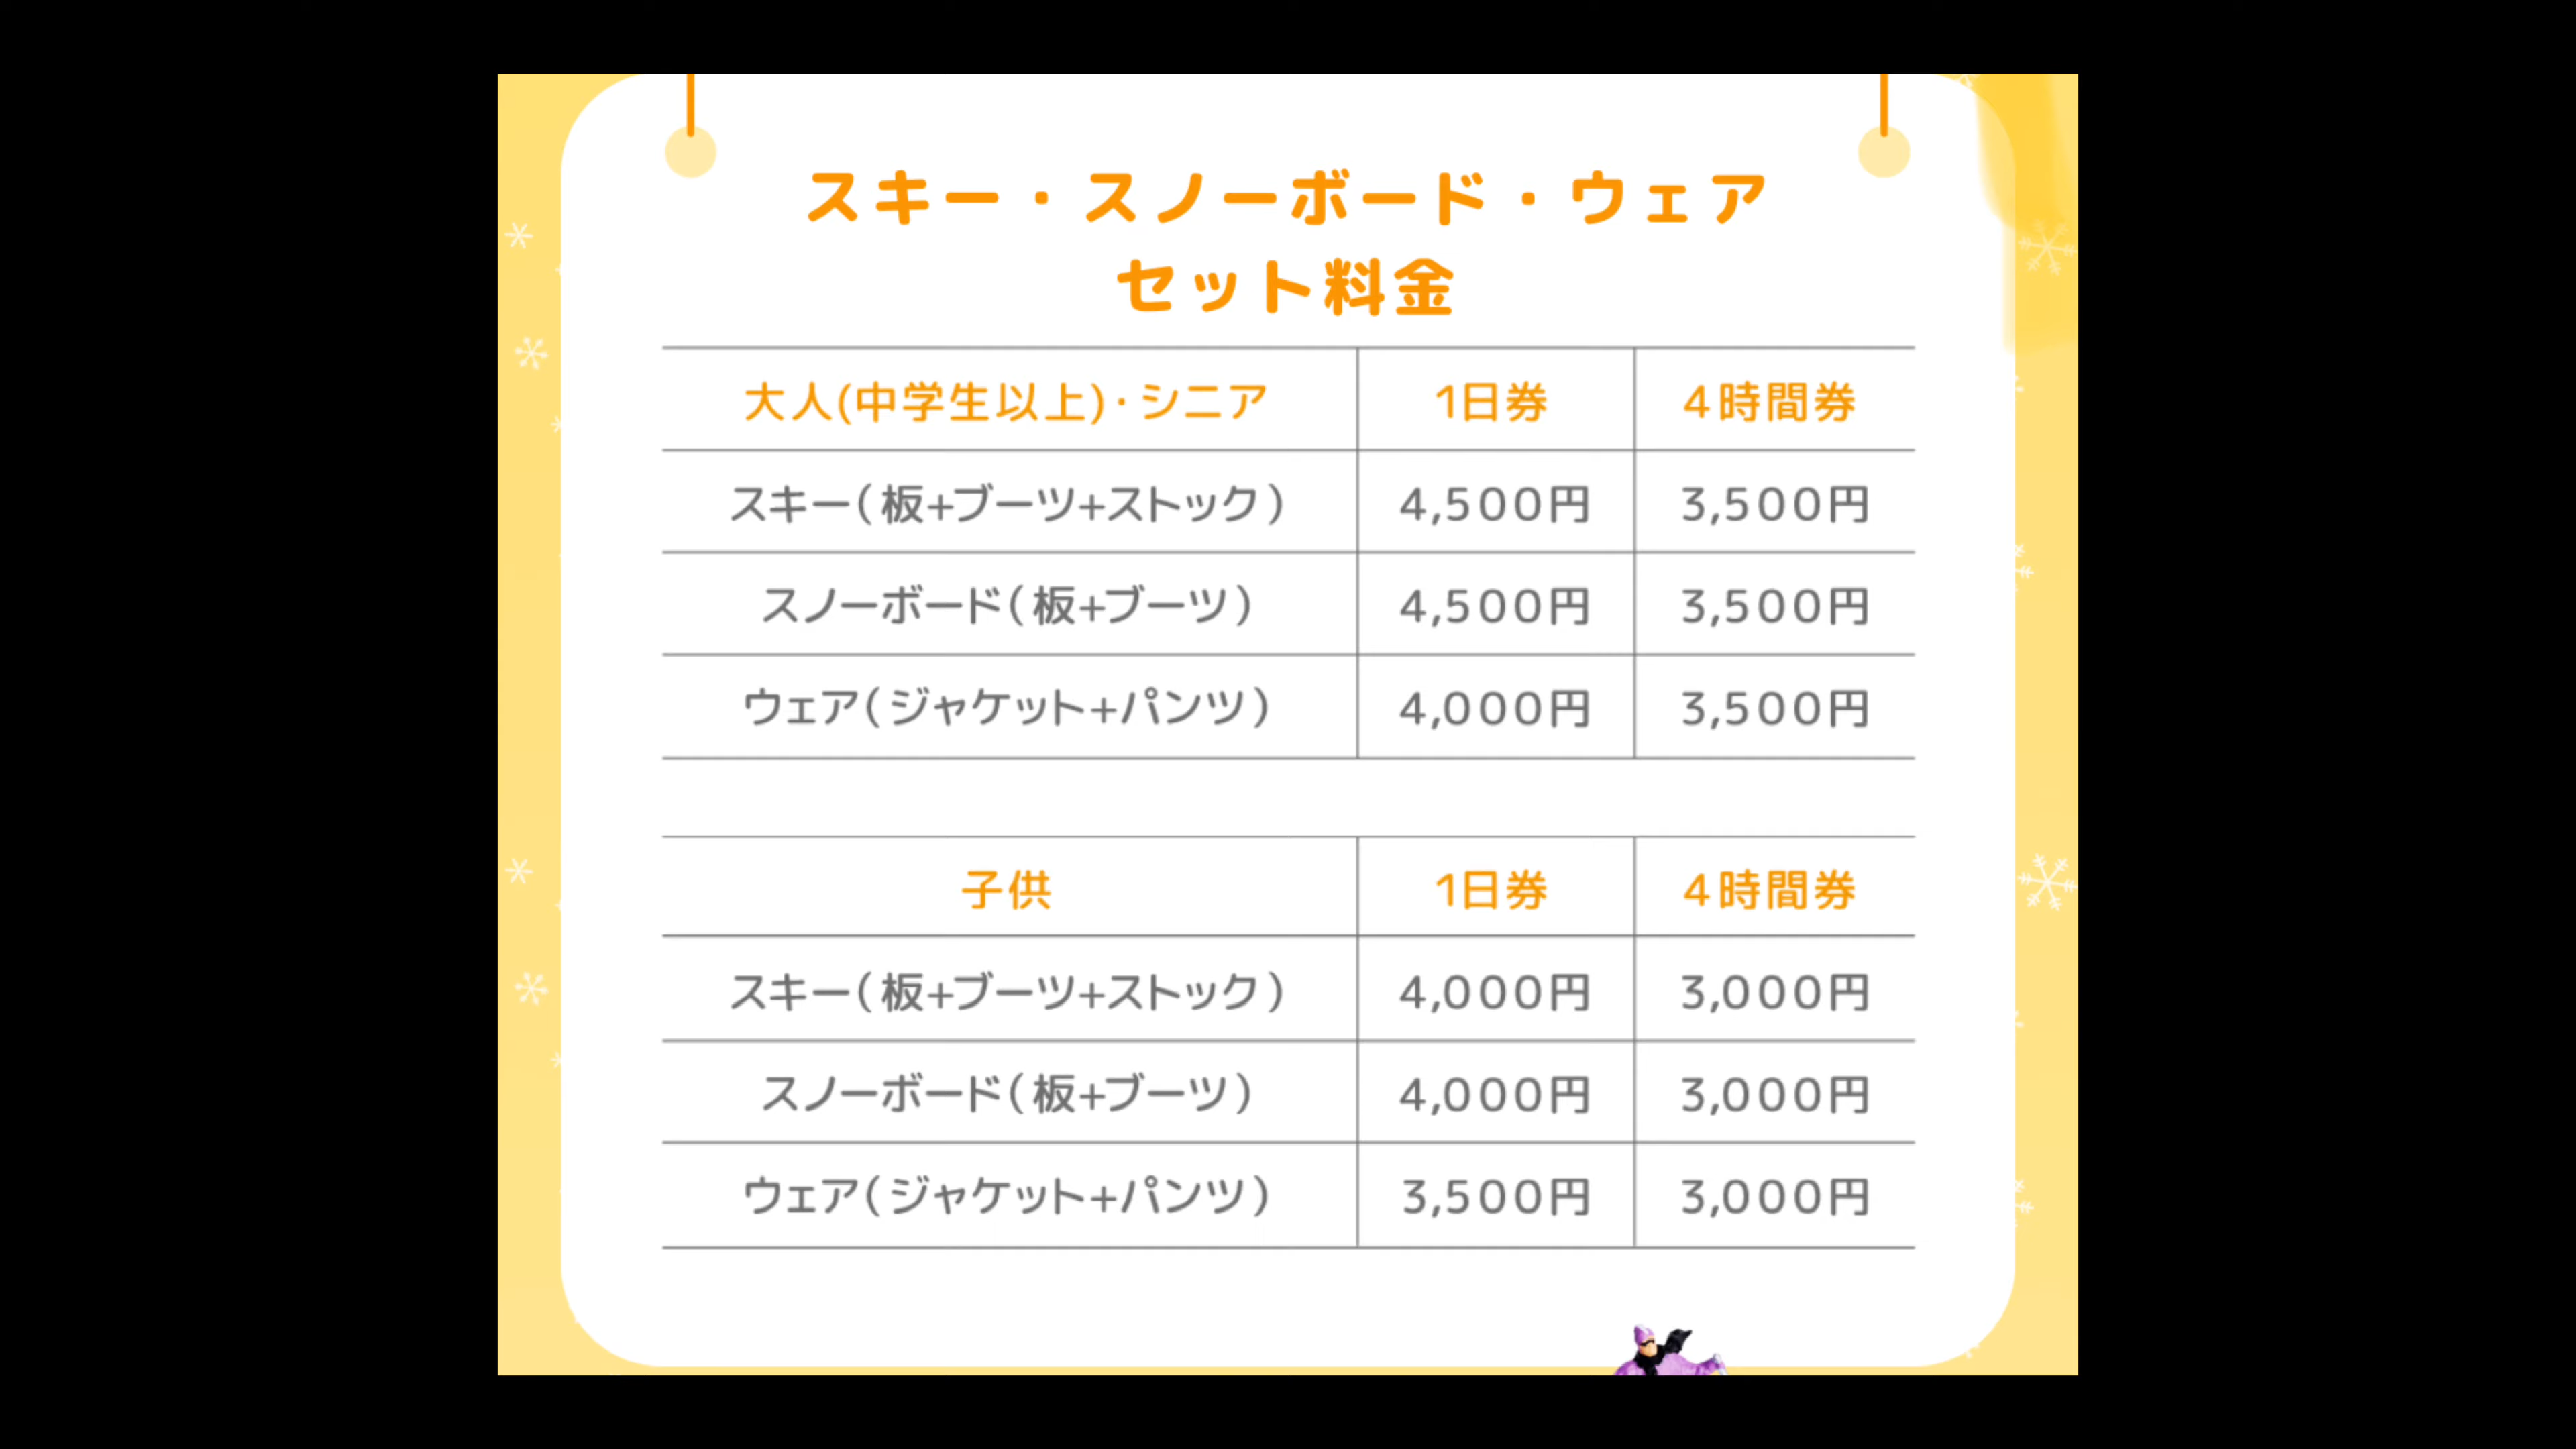 スキー・スノーボード・ウェア
セット料金
大人(中学生以上)・シニア 1日券 4時間券
スキー(板+ブーツ+ストック) 4,500円 3,500円
スノーボード(板+ブーツ) 4,500円 3,500円
ウェア(ジャケット+パンツ) 4,000円 3,500円
子供 1日券 4時間券
スキー(板+ブーツ+ストック) 4,000円 3,000円
スノーボード(板+ブーツ) 4,000円 3,000円
ウェア(ジャケット+パンツ) 3,500円 3,000円